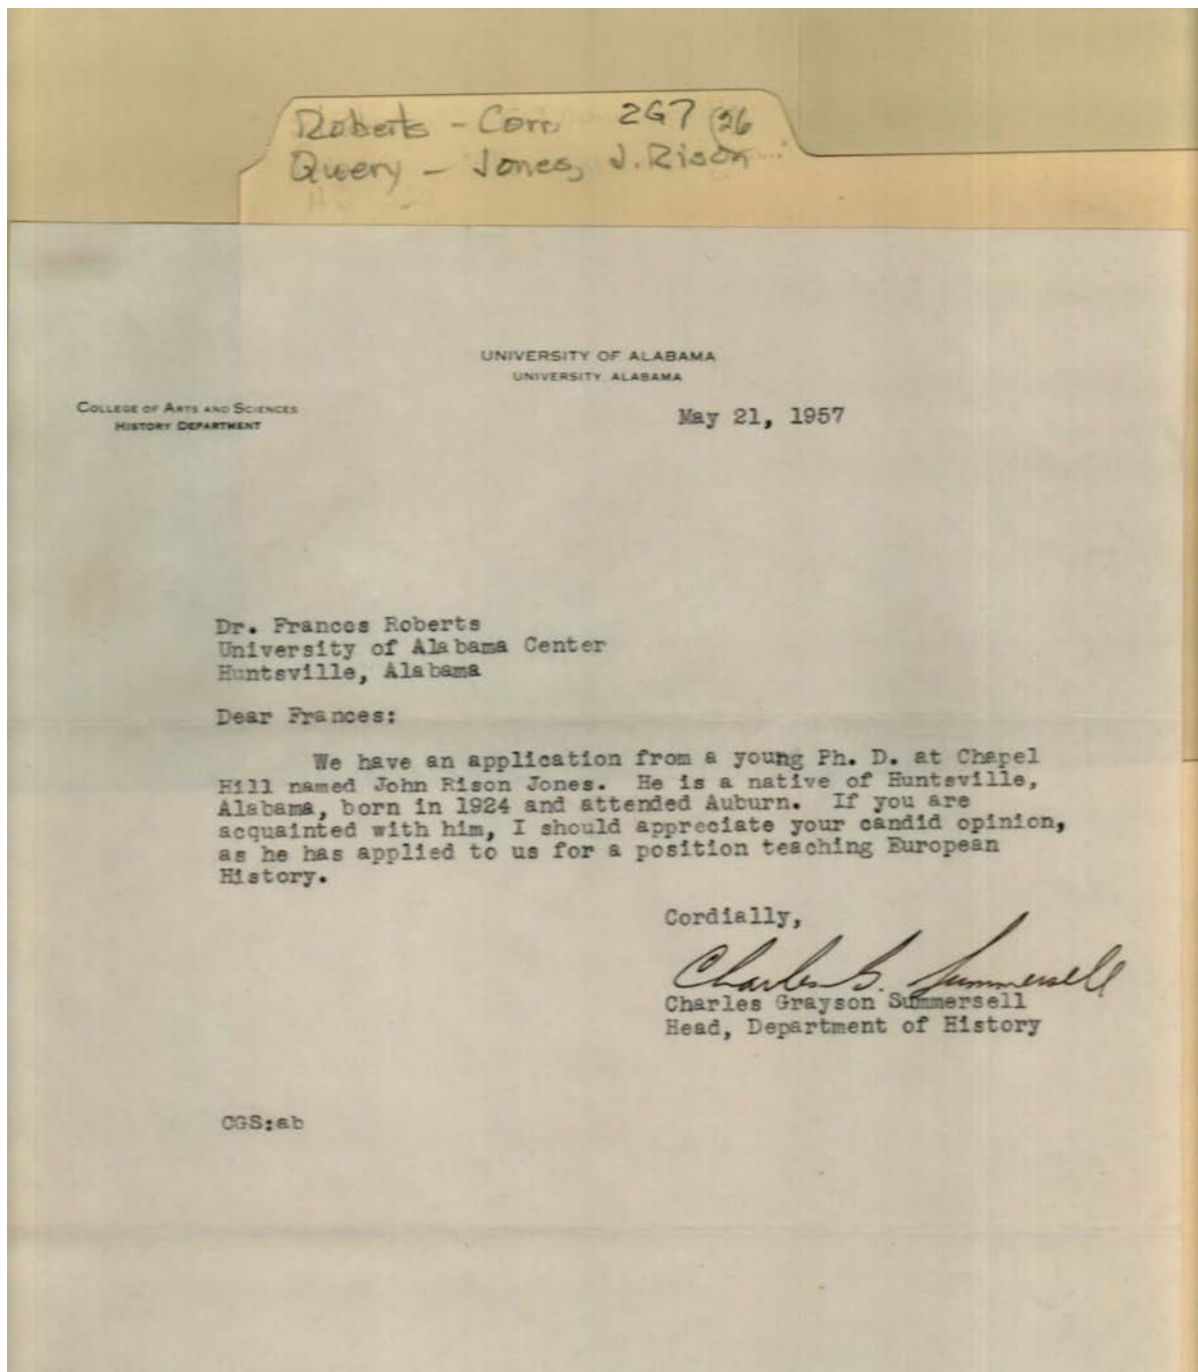 Roberts - Corr. 2G7 (26
Query - Jones, J. Rison
UNIVERSITY OF ALABAMA
UNIVERSITY, ALABAMA
COLLEGE OF ARTS AND SCIENCES
HISTORY DEPARTMENT
May 21, 1957
Dr. Frances Roberts
University of Alabama Center
Huntsville, Alabama
Dear Frances:
We have an application from a young Ph. D. at Chapel
Hill named John Rison Jones. He is a native of Huntsville,
Alabama, born in 1924 and attended Auburn. If you are
acquainted with him, I should appreciate your candid opinion,
as he has applied to us for a position teaching European
History.
Cordially,
Charles G. Summersell
Charles Grayson Summersell
Head, Department of History
CGS:ab